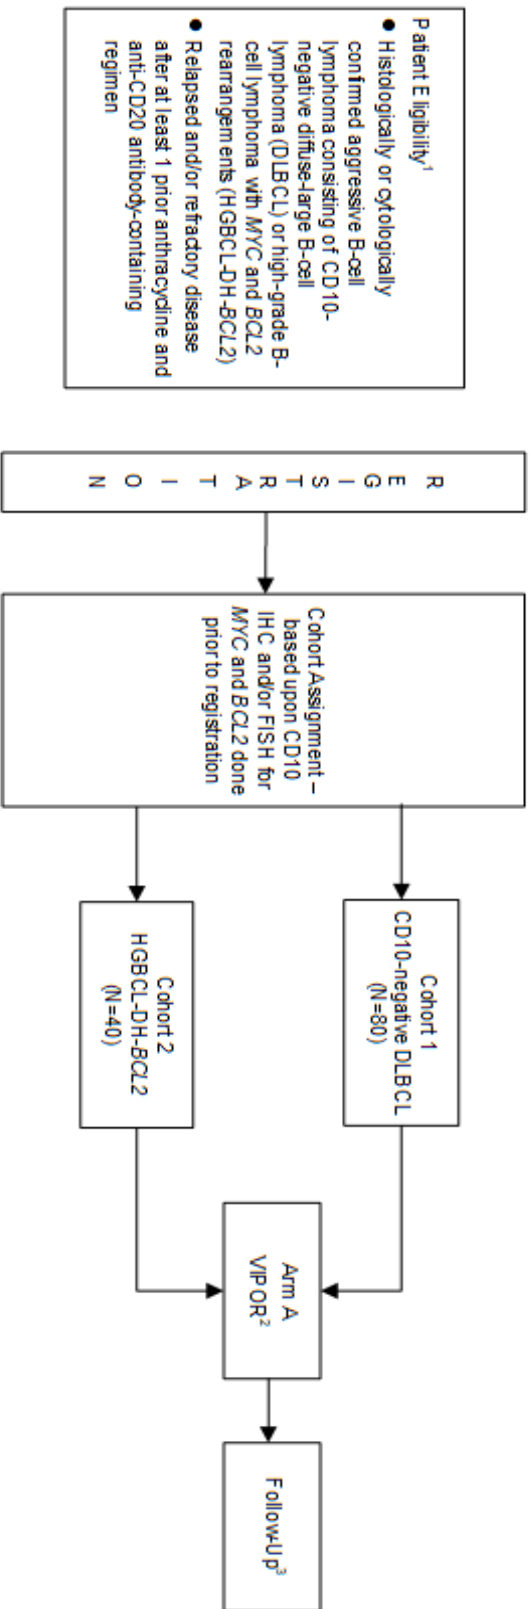 Patient Eligibility¹
● Histologically or cytologically
confirmed aggressive B-cell
lymphoma consisting of CD10-
negative diffuse-large B-cell
lymphoma (DLBCL) or high-grade B-
cell lymphoma with MYC and BCL2
rearrangements (HGBCL-DH-BCL2)
● Relapsed and/or refractory disease
after at least 1 prior anthracycline and
anti-CD20 antibody-containing
regimen
R
E
G
I
S
T
R
A
T
I
O
N
Cohort Assignment –
based upon CD10
IHC and/or FISH for
MYC and BCL2 done
prior to registration
Cohort 1
CD10-negative DLBCL
(N=80)
Cohort 2
HGBCL-DH-BCL2
(N=40)
Arm A
VIPOR²
Follow-Up³